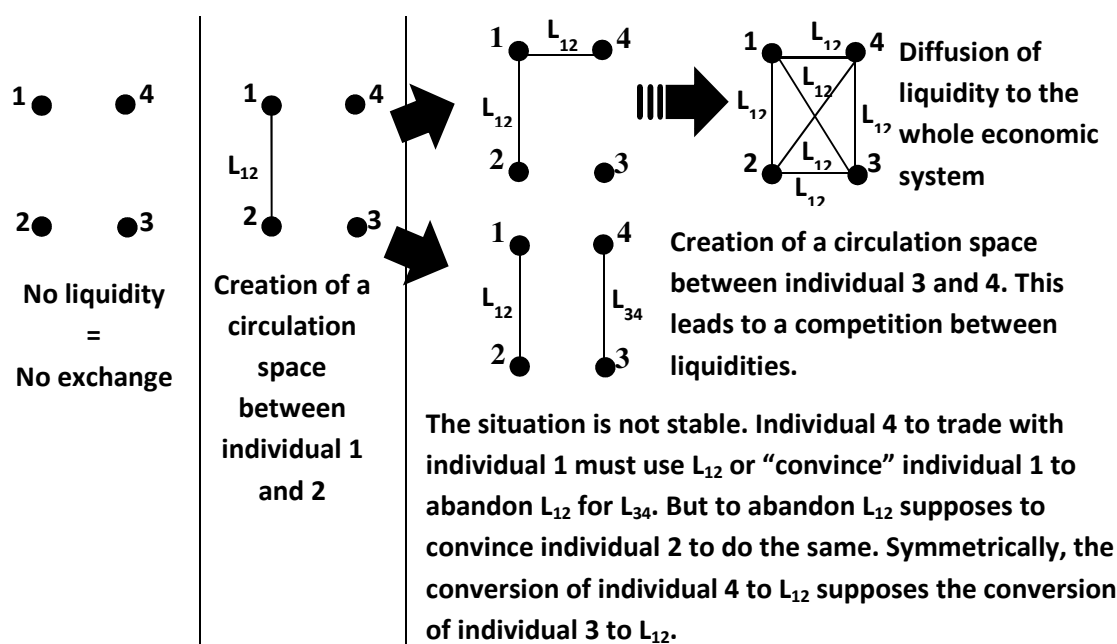 1
4
2
3
No liquidity
=
No exchange
1
4
L12
2
3
Creation of a
circulation
space
between
individual 1
and 2
1
L12
4
L12
2
3
1
L12
4
L12
L12
L12
2
L12
3
L12
Diffusion of
liquidity to the
whole economic
system
1
4
L12
L34
2
3
Creation of a circulation space
between individual 3 and 4. This
leads to a competition between
liquidities.
The situation is not stable. Individual 4 to trade with
individual 1 must use L12 or “convince” individual 1 to
abandon L12 for L34. But to abandon L12 supposes to
convince individual 2 to do the same. Symmetrically, the
conversion of individual 4 to L12 supposes the conversion
of individual 3 to L12.